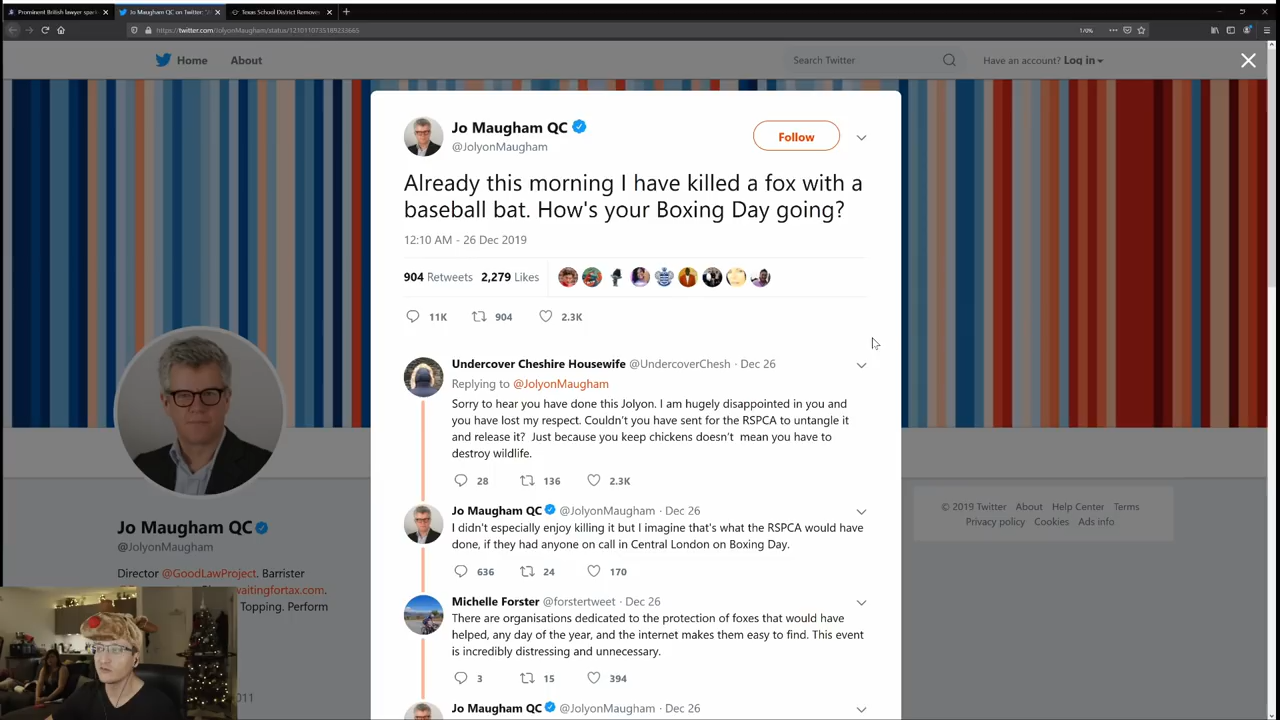 Prominent British lawyer spar
Jo Maugham QC on Twitter: "A
Texas School District Removes
https://twitter.com/JolyonMaugham/status/1210110735189233665
Home
About
Search Twitter
Have an account? Log in
Jo Maugham QC
@JolyonMaugham
Follow
Already this morning I have killed a fox with a
baseball bat. How's your Boxing Day going?
12:10 AM - 26 Dec 2019
904 Retweets 2,279 Likes
11K 904 2.3K
Undercover Cheshire Housewife @UndercoverChesh · Dec 26
Replying to @JolyonMaugham
Sorry to hear you have done this Jolyon. I am hugely disappointed in you and
you have lost my respect. Couldn't you have sent for the RSPCA to untangle it
and release it? Just because you keep chickens doesn't mean you have to
destroy wildlife.
28 136 2.3K
Jo Maugham QC @JolyonMaugham · Dec 26
I didn't especially enjoy killing it but I imagine that's what the RSPCA would have
done, if they had anyone on call in Central London on Boxing Day.
636 24 170
Michelle Forster @forstertweet · Dec 26
There are organisations dedicated to the protection of foxes that would have
helped, any day of the year, and the internet makes them easy to find. This event
is incredibly distressing and unnecessary.
3 15 394
Jo Maugham QC @JolyonMaugham · Dec 26
Jo Maugham QC
@JolyonMaugham
Director @GoodLawProject. Barrister
waitingfortax.com.
Topping. Perform
011
© 2019 Twitter About Help Center Terms
Privacy policy Cookies Ads info